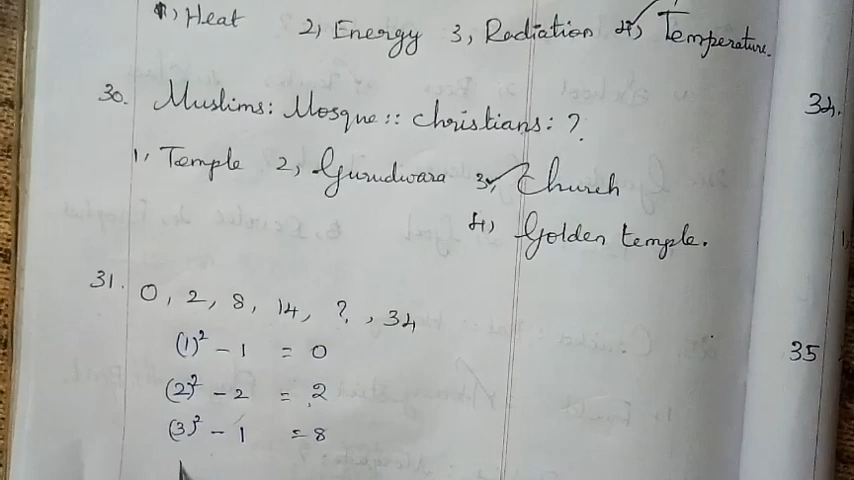 1) Heat 2) Energy 3, Radiation 4) Temperature.
30. Muslims: Mosque:: christians: ?
1, Temple 2, Gurudwara 3, Church
4) Golden temple.
31. 0, 2, 8, 14, ?, 34
(1)² - 1 = 0
(2)² - 2 = 2
(3)² - 1 = 8
34.
1,
35